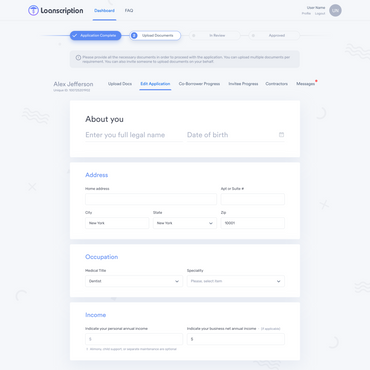 Loanscription
Dashboard
FAQ
User Name
Profile
Logout
UN
Application Complete
2
Upload Documents
3
In Review
4
Approved
Please provide all the necessary documents in order to proceed with the application. You can upload multiple documents per
requirement. You can also invite someone to upload documents on your behalf.
Alex Jefferson
Upload Docs
Edit Application
Co-Borrower Progress
Invitee Progress
Contractors
Messages
About you
Enter you full legal name
Date of birth
Address
Home address
Apt or Suite #
City
State
Zip
New York
New York
10001
Occupation
Medical Title
Speciality
Dentist
Please, select item
Income
Indicate your personal annual income
Indicate your business net annual income
(if applicable)
$
Alimony, child support, or separate maintenance are optional